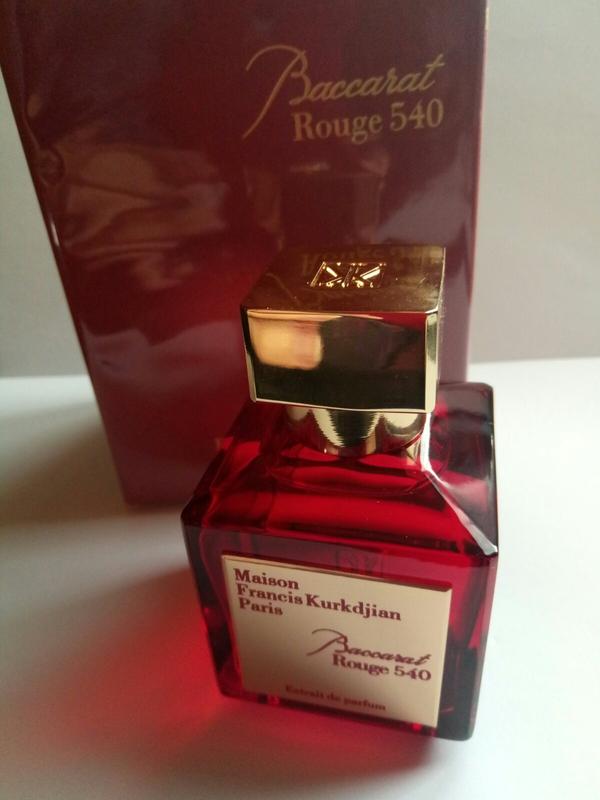 Baccarat
Rouge 540
Maison
Francis Kurkdjian
Paris
Baccarat
Rouge 540
Extrait de parfum